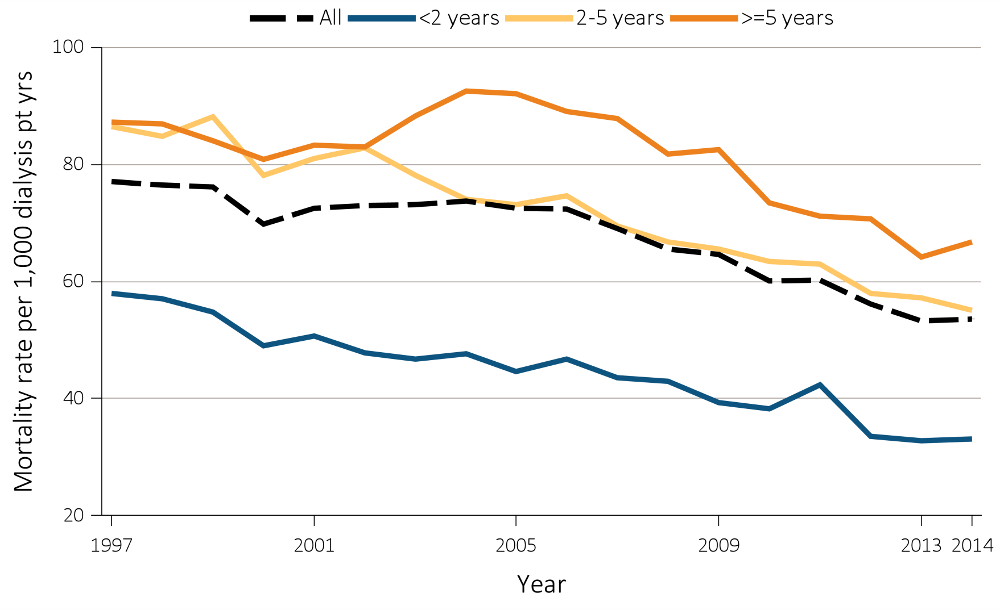 All <2 years 2-5 years >=5 years
Mortality rate per 1,000 dialysis pt yrs
100
80
60
40
20
1997 2001 2005 2009 2013 2014
Year